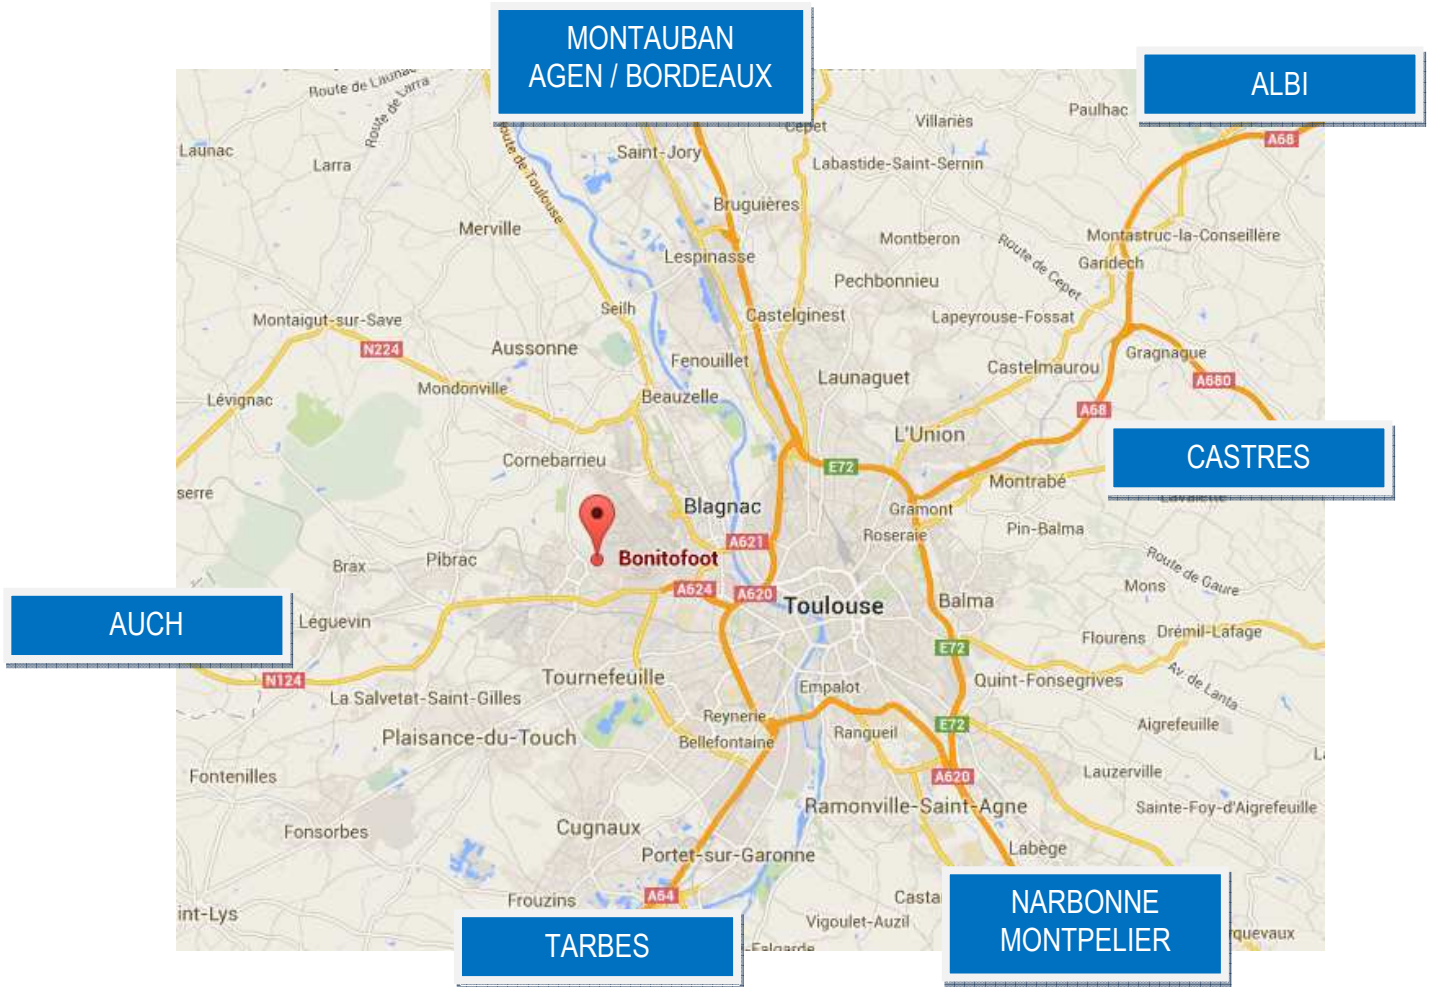 MONTAUBAN
AGEN / BORDEAUX
ALBI
Route de Launac
Route de Larra
Paulhac
Cepet
Villariès
A68
Launac
Larra
Saint-Jory
Labastide-Saint-Sernin
Route de Toulouse
Bruguières
Merville
Montberon
Route de Cepet
Montastruc-la-Conseillère
Lespinasse
Garidech
Pechbonnieu
Seilh
Castelginest
Lapeyrouse-Fossat
Montaigut-sur-Save
N224
Aussonne
Fenouillet
Launaguet
Castelmaurou
Gragnague
A680
Mondonville
Beauzelle
Lévignac
A68
L'Union
CASTRES
Cornebarrieu
E72
Montrabé
serre
Blagnac
Gramont
Lavalette
Roseraie
Pin-Balma
A621
Pibrac
Brax
Bonitofoot
Route de Gaure
A624
A620
Toulouse
Balma
Mons
AUCH
Léguevin
Flourens
Drémil-Lafage
E72
N124
Tournefeuille
Empalot
Quint-Fonsegrives
Av. de Lanta
La Salvetat-Saint-Gilles
Reynerie
E72
Aigrefeuille
Plaisance-du-Touch
Bellefontaine
Rangueil
Fontenilles
A620
Lauzerville
Ramonville-Saint-Agne
Sainte-Foy-d'Aigrefeuille
Fonsorbes
Cugnaux
Labège
Portet-sur-Garonne
A64
Frouzins
Casta
NARBONNE
MONTPELIER
int-Lys
Vigoulet-Auzil
rquevaux
TARBES
-Falgarde